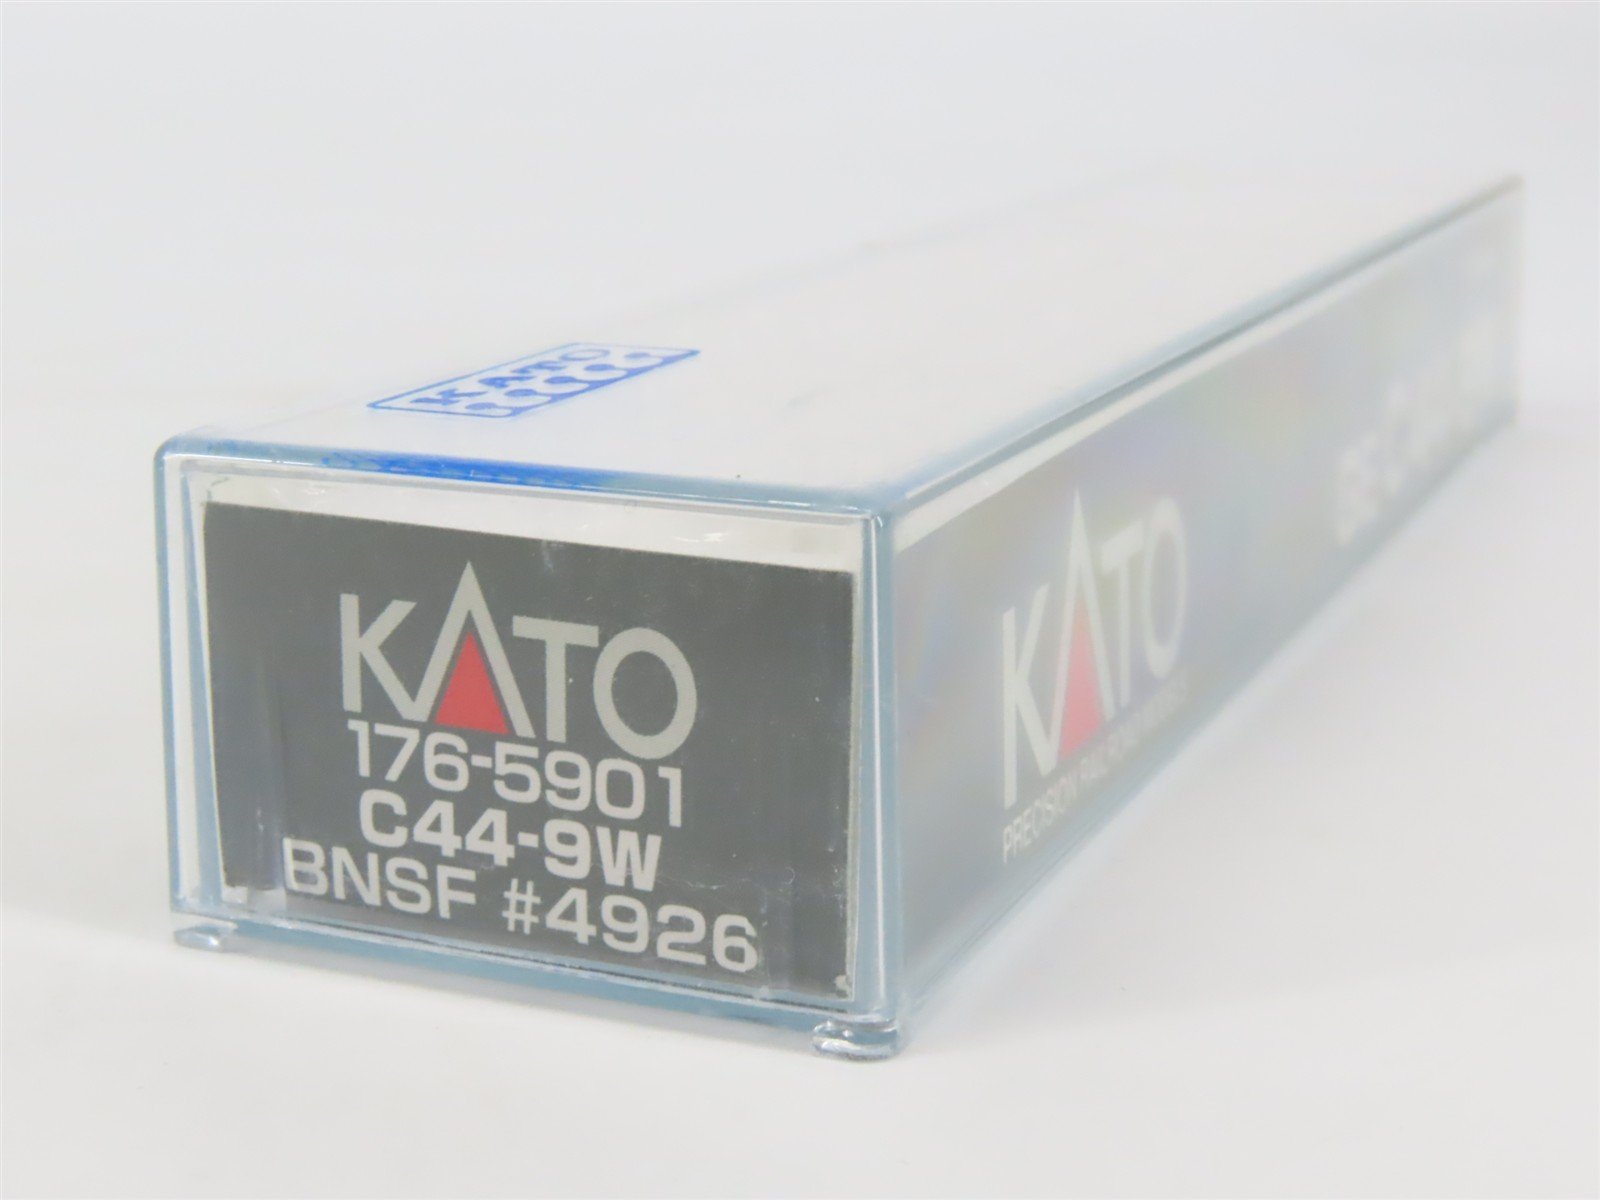 KATO
KATO
176-5901
C44-9W
BNSF #4926
KATO
PRECISION RAILROAD MODELS